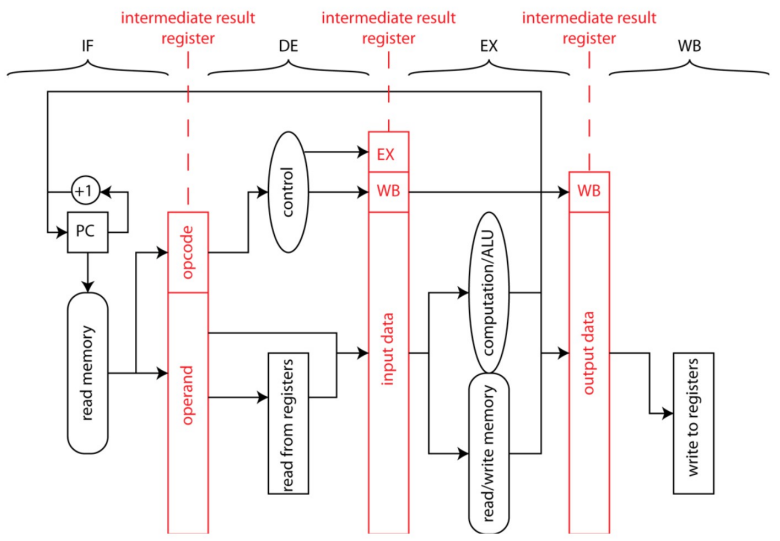 intermediate result
register
intermediate result
register
intermediate result
register
IF
DE
EX
WB
+1
PC
read memory
opcode
operand
control
read from registers
EX
WB
input data
computation/ALU
read/write memory
WB
output data
write to registers